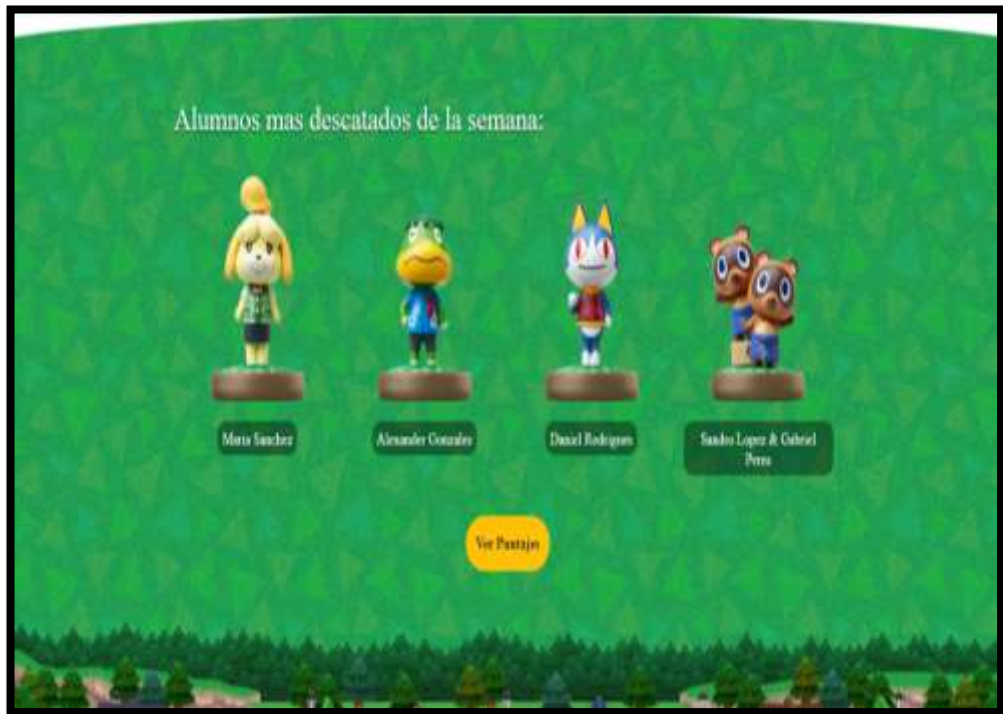 Alumnos mas descatados de la semana:
Maria Sanchez
Alexander Gonzales
Daniel Rodrigues
Sandro Lopez & Gabriel
Perez
Ver Puntajes